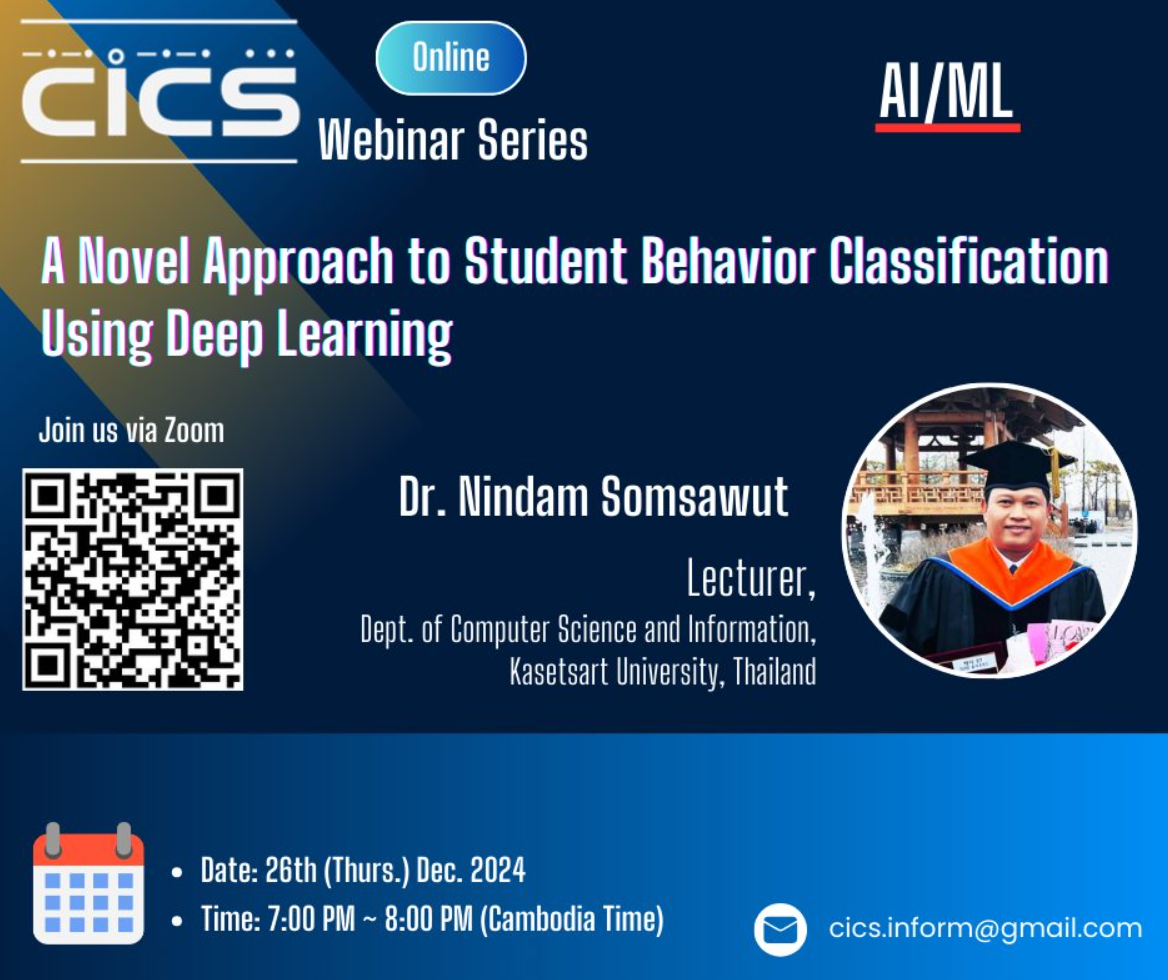 CiCS
Online
Webinar Series
AI/ML
A Novel Approach to Student Behavior Classification
Using Deep Learning
Join us via Zoom
Dr. Nindam Somsawut
Lecturer,
Dept. of Computer Science and Information,
Kasetsart University, Thailand
Date: 26th (Thurs.) Dec. 2024
Time: 7:00 PM ~ 8:00 PM (Cambodia Time)
cics.inform@gmail.com